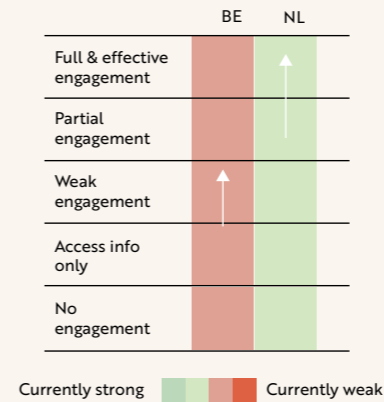 BE NL
Full & effective
engagement
Partial
engagement
Weak
engagement
Access info
only
No
engagement
Currently strong Currently weak